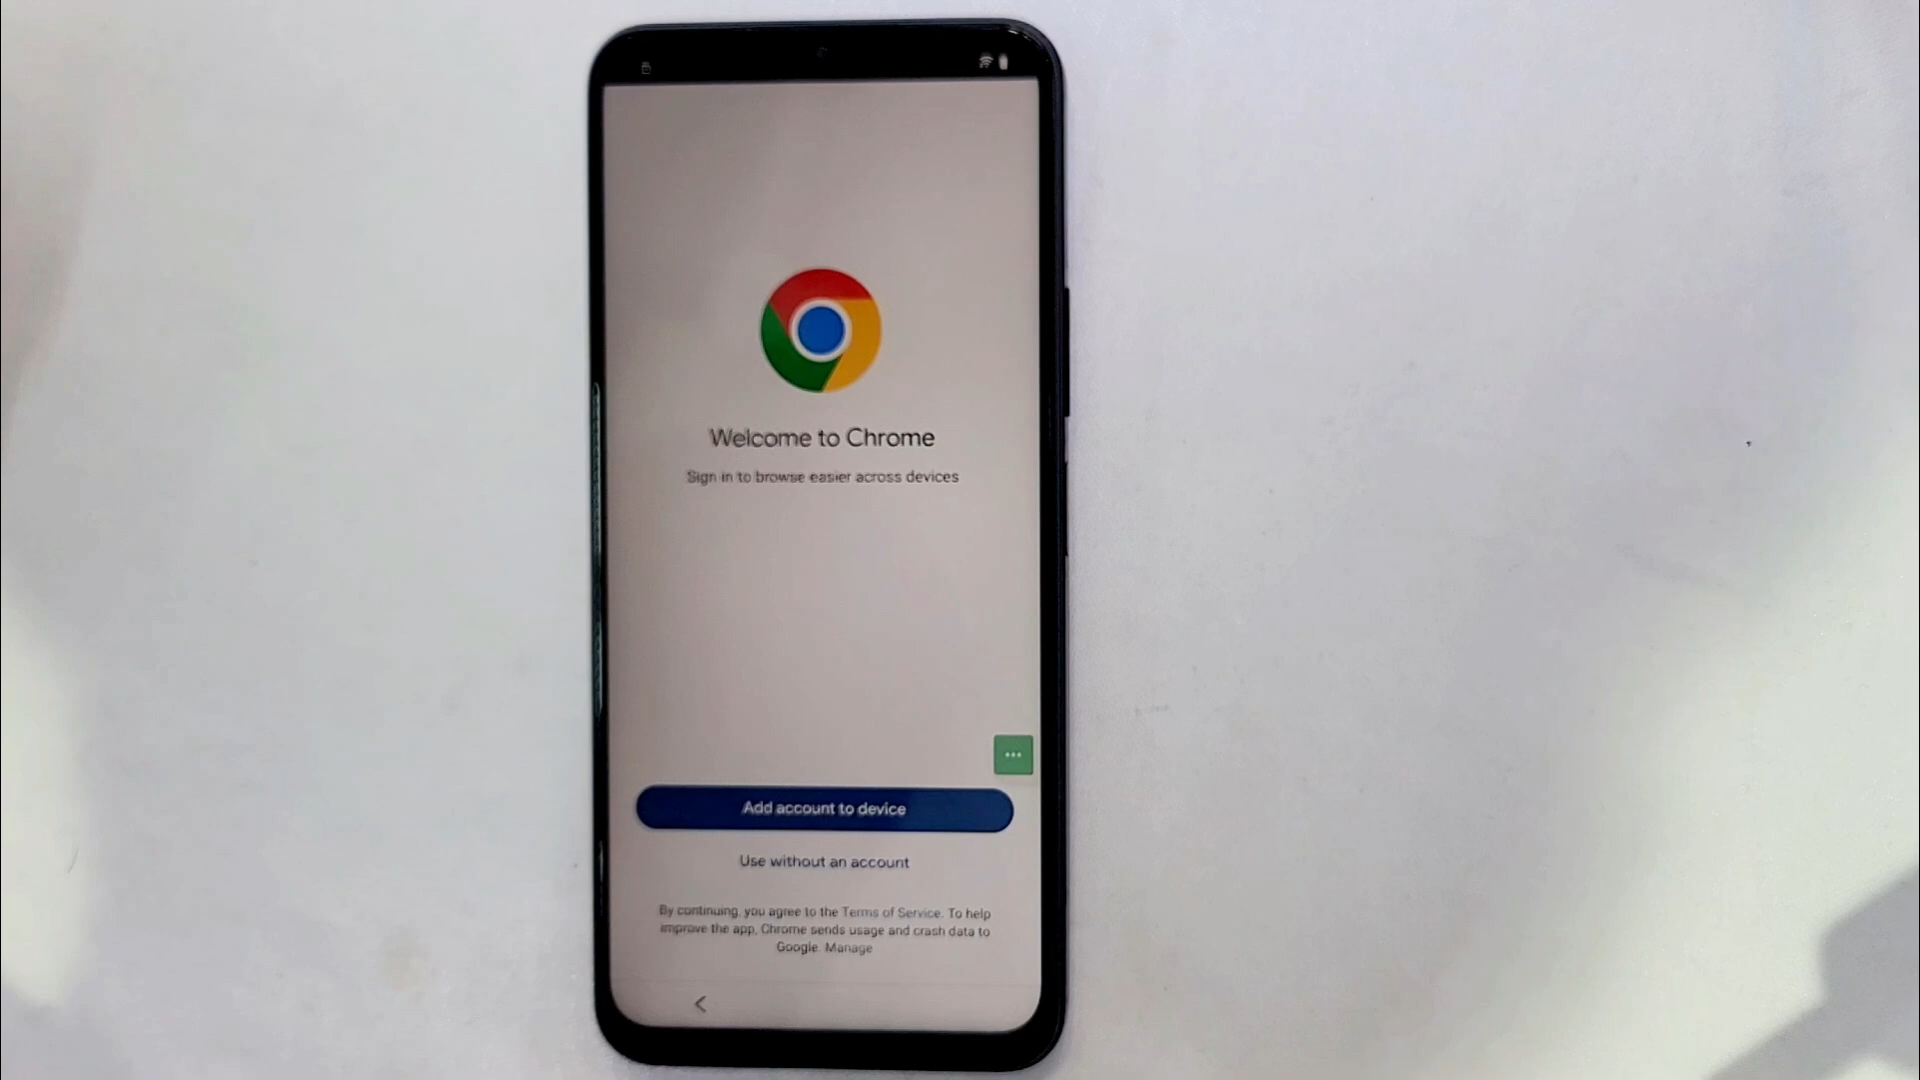 Welcome to Chrome
Sign in to browse easier across devices
Add account to device
Use without an account
By continuing, you agree to the Terms of Service. To help
improve the app, Chrome sends usage and crash data to
Google. Manage